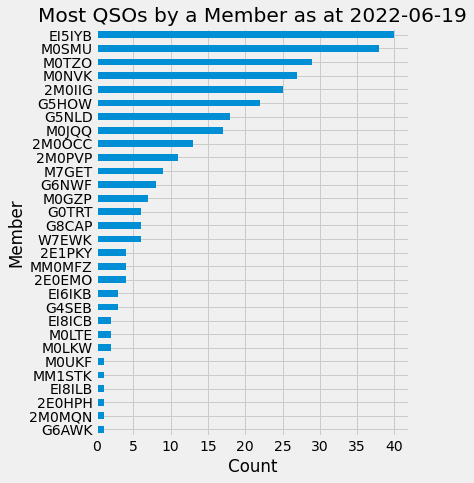 Most QSOs by a Member as at 2022-06-19
EI5IYB
M0SMU
M0TZO
M0NVK
2M0IIG
G5HOW
G5NLD
M0JQQ
2M0OCC
2M0PVP
M7GET
G6NWF
M0GZP
G0TRT
G8CAP
W7EWK
2E1PKY
MM0MFZ
2E0EMO
EI6IKB
G4SEB
EI8ICB
M0LTE
M0LKW
M0UKF
MM1STK
EI8ILB
2E0HPH
2M0MQN
G6AWK
Member
0 5 10 15 20 25 30 35 40
Count